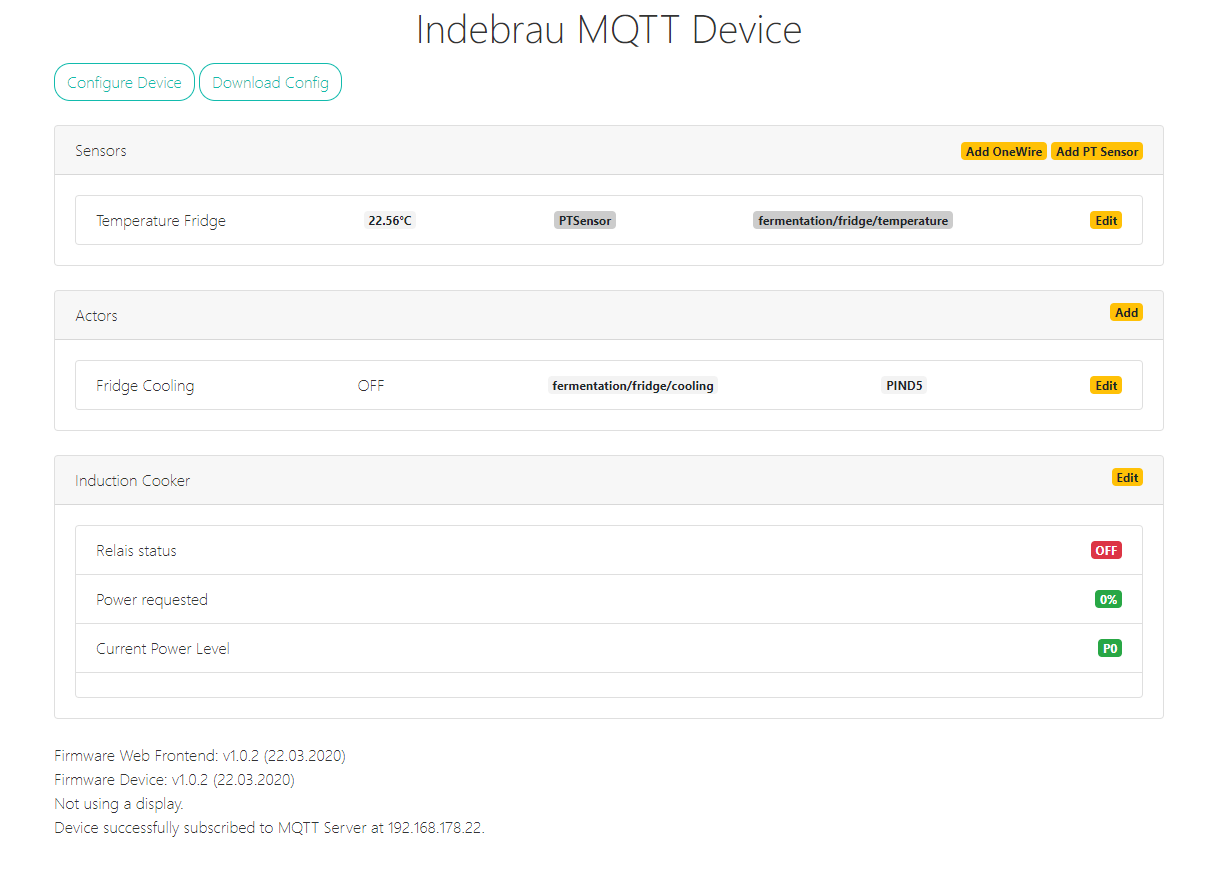 Indebrau MQTT Device
Configure Device Download Config
Sensors Add OneWire Add PT Sensor
Temperature Fridge 22.56°C PTSensor fermentation/fridge/temperature Edit
Actors Add
Fridge Cooling OFF fermentation/fridge/cooling PIND5 Edit
Induction Cooker Edit
Relais status OFF
Power requested 0%
Current Power Level P0
Firmware Web Frontend: v1.0.2 (22.03.2020)
Firmware Device: v1.0.2 (22.03.2020)
Not using a display.
Device successfully subscribed to MQTT Server at 192.168.178.22.